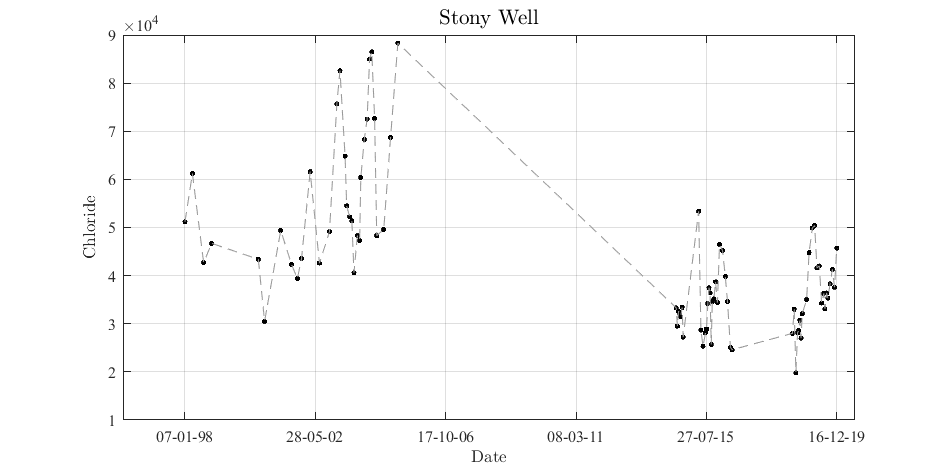 Stony Well
×10⁴
9
8
7
6
5
4
3
2
1
Chloride
07-01-98 28-05-02 17-10-06 08-03-11 27-07-15 16-12-19
Date